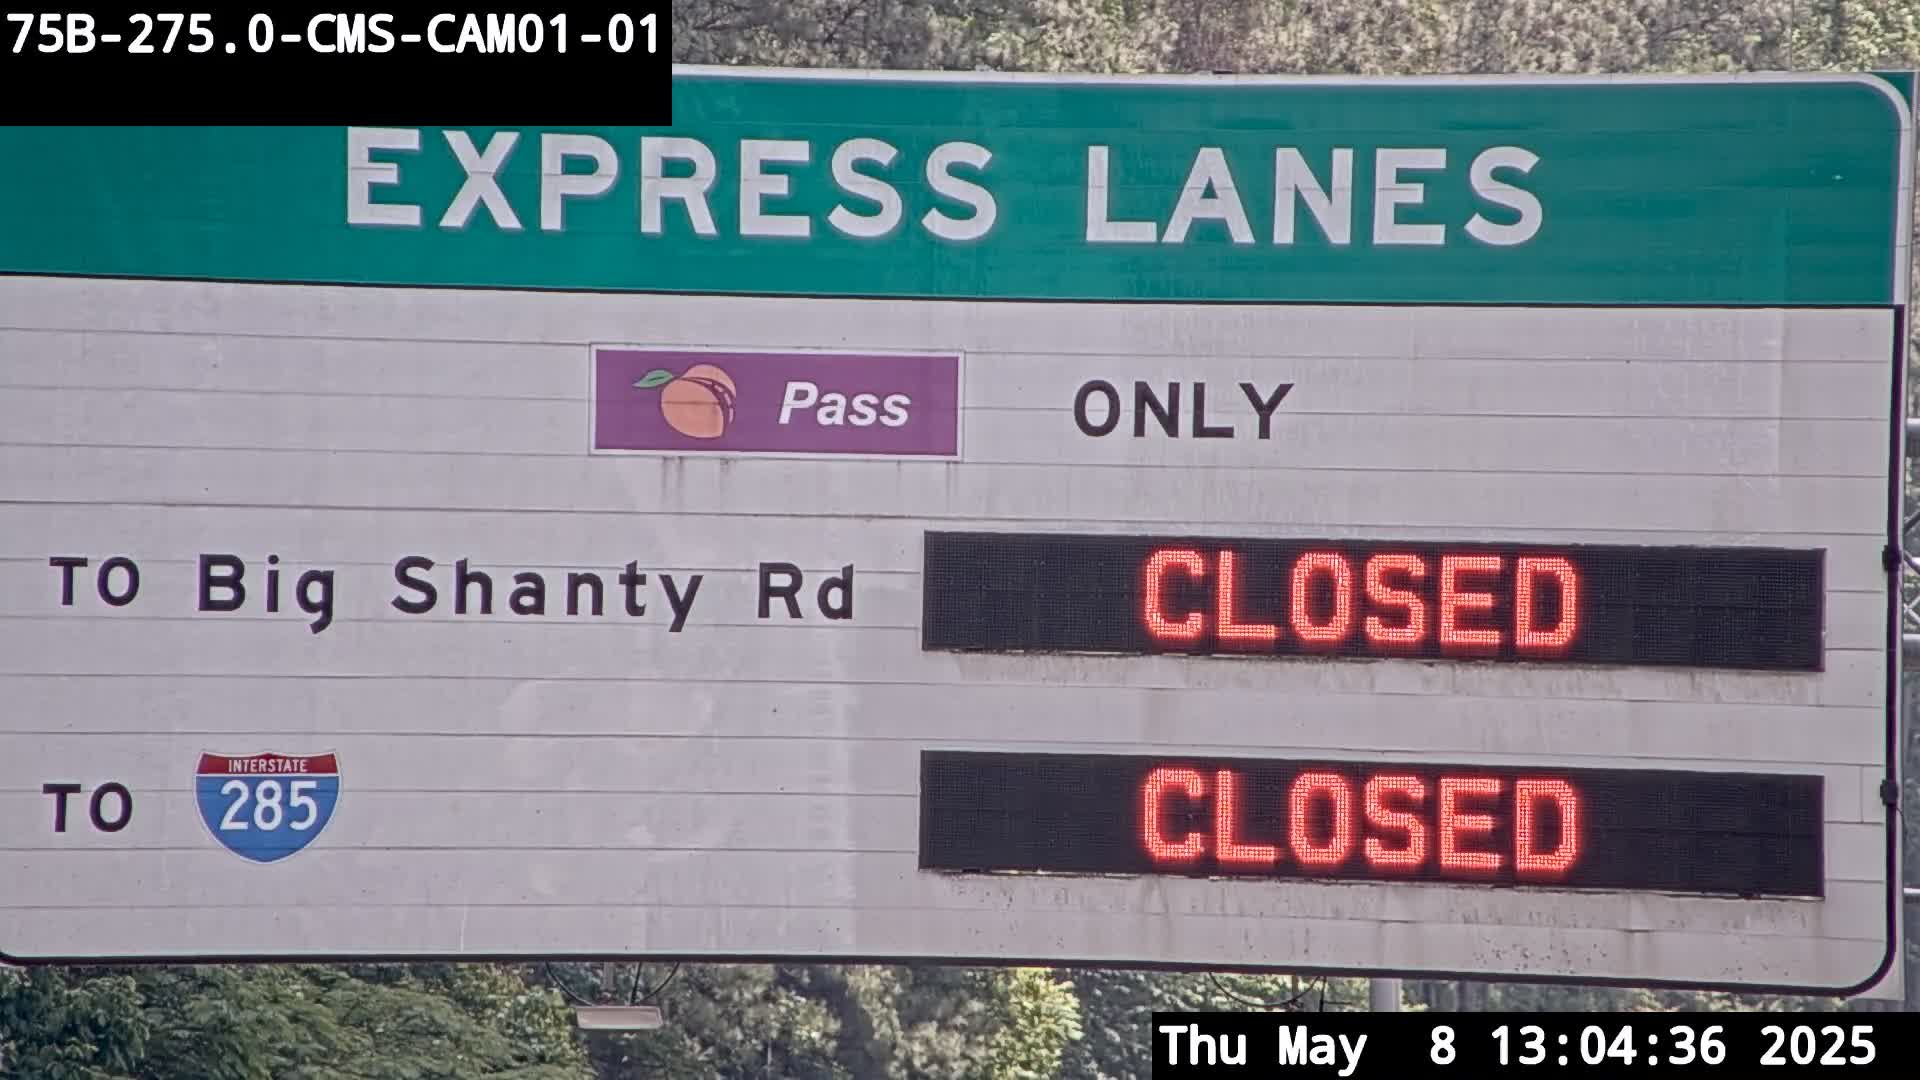 75B-275.0-CMS-CAM01-01
EXPRESS LANES
Pass ONLY
TO Big Shanty Rd CLOSED
TO INTERSTATE 285 CLOSED
Thu May 8 13:04:36 2025